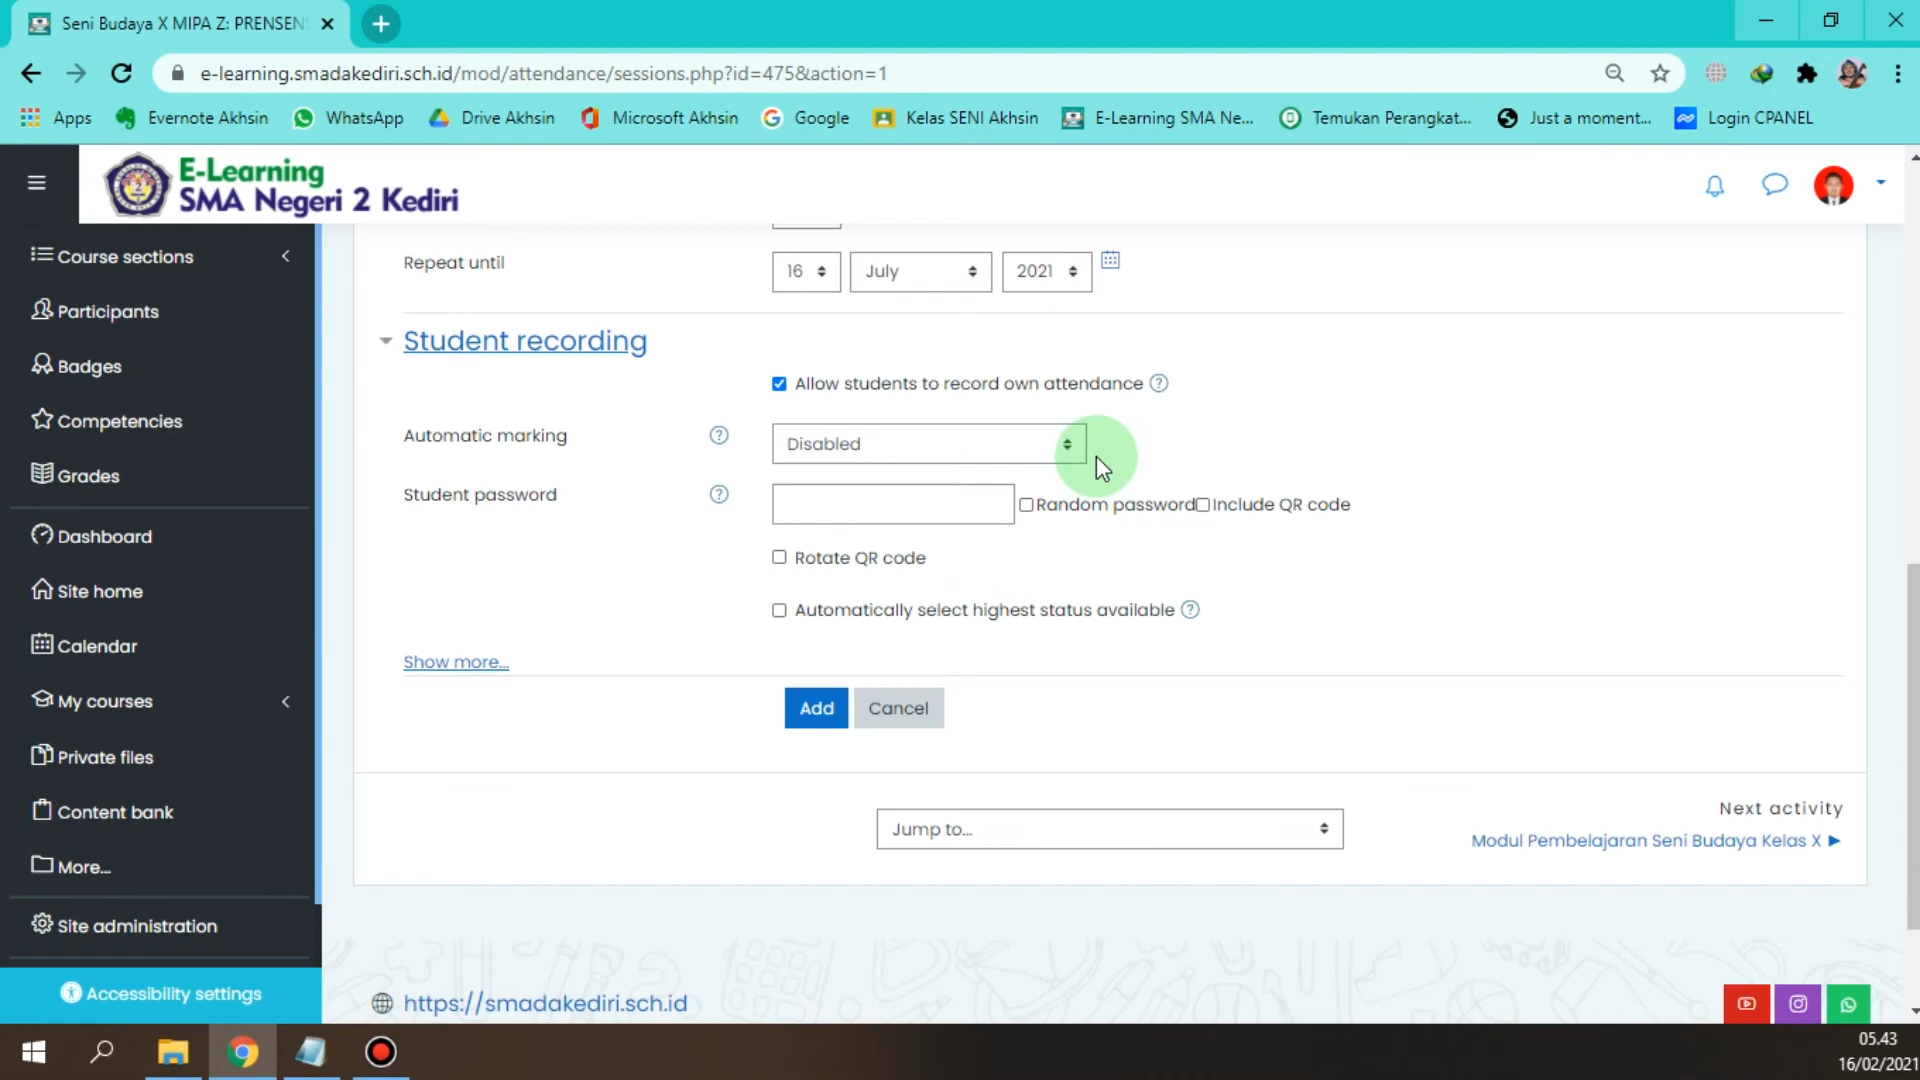 Seni Budaya X MIPA Z: PRENSENS
e-learning.smadakediri.sch.id/mod/attendance/sessions.php?id=475&action=1
Apps Evernote Akhsin WhatsApp Drive Akhsin Microsoft Akhsin Google Kelas SENI Akhsin E-Learning SMA Ne... Temukan Perangkat... Just a moment... Login CPANEL
E-Learning
SMA Negeri 2 Kediri
Course sections
Participants
Badges
Competencies
Grades
Dashboard
Site home
Calendar
My courses
Private files
Content bank
More...
Site administration
Accessibility settings
Repeat until 16 July 2021
Student recording
Allow students to record own attendance
Automatic marking Disabled
Student password Random password Include QR code
Rotate QR code
Automatically select highest status available
Show more...
Add Cancel
Jump to...
Next activity
Modul Pembelajaran Seni Budaya Kelas X ►
https://smadakediri.sch.id
05.43
16/02/2021